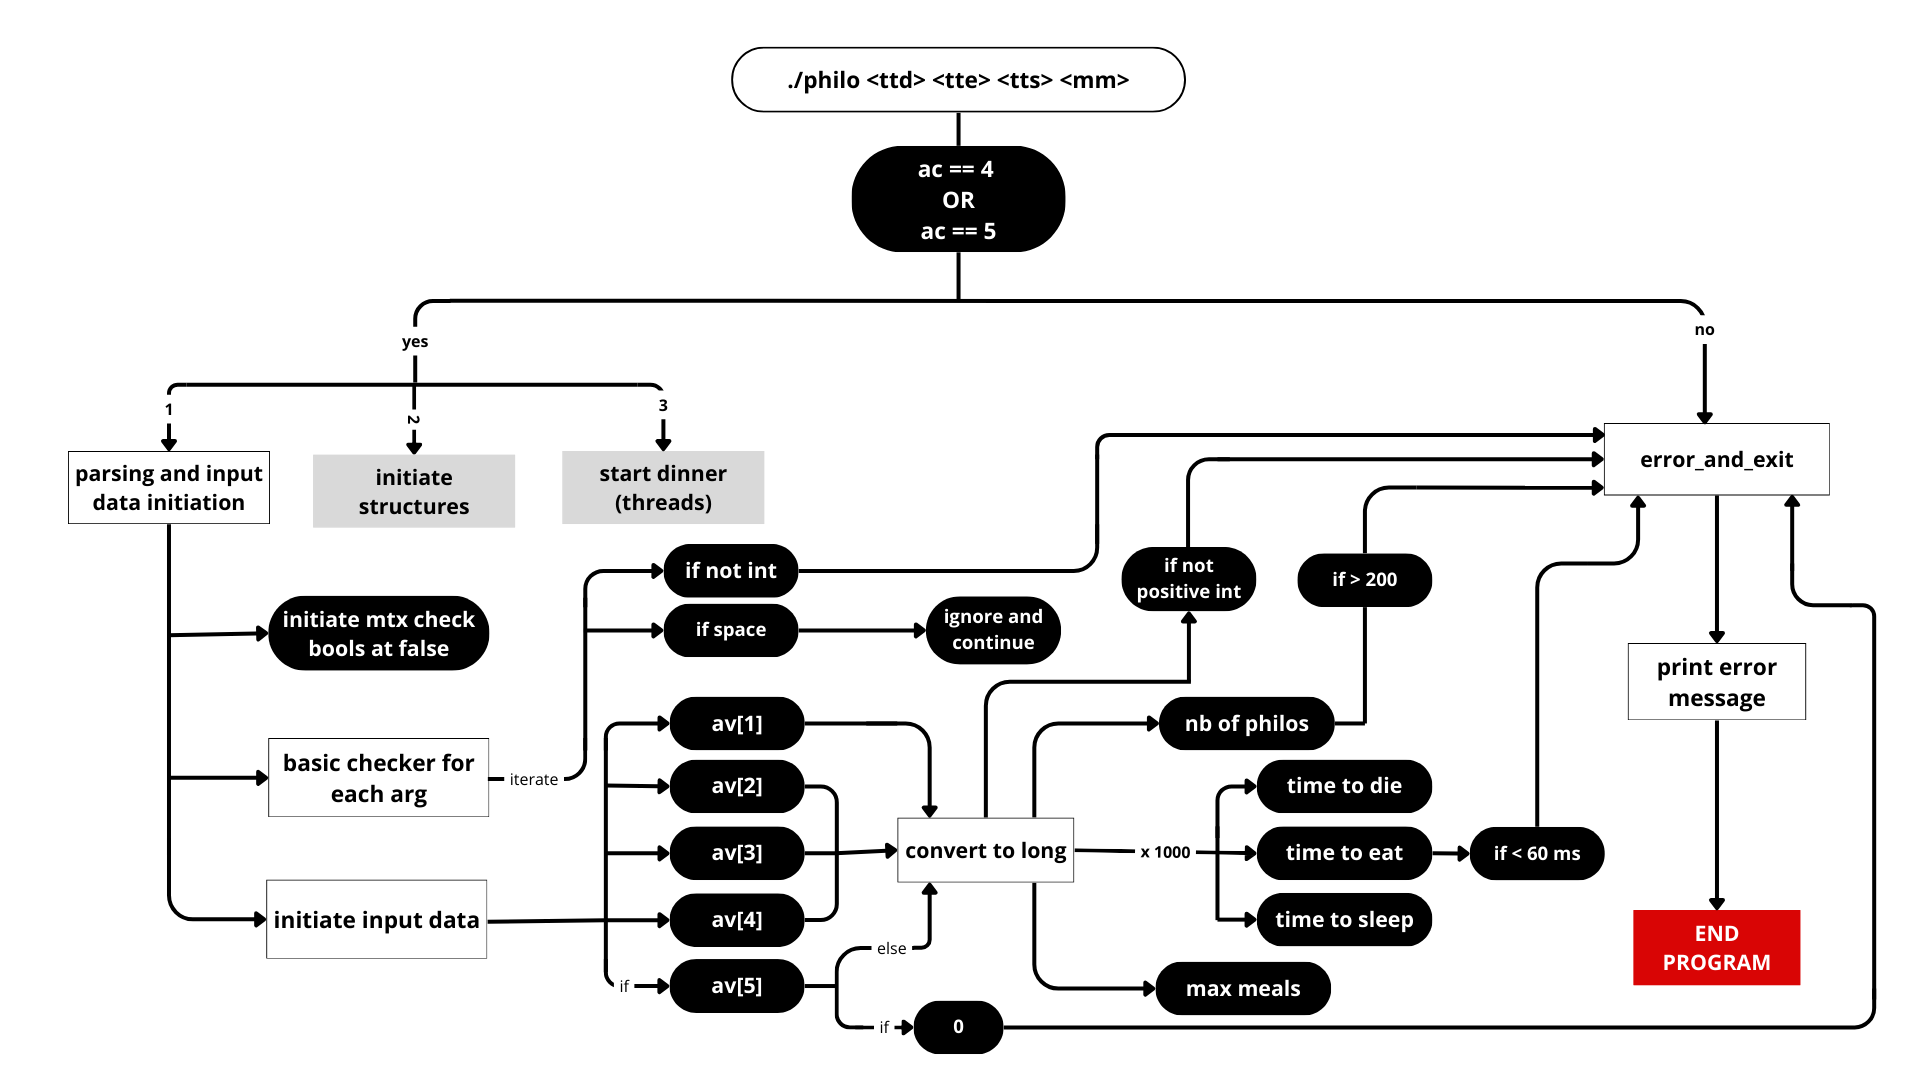 ./philo <ttd> <tte> <tts> <mm>
ac == 4
OR
ac == 5
yes
no
1
2
3
parsing and input
data initiation
initiate
structures
start dinner
(threads)
error_and_exit
if not int
if not
positive int
if > 200
initiate mtx check
bools at false
if space
ignore and
continue
print error
message
av[1]
nb of philos
basic checker for
each arg
iterate
av[2]
time to die
av[3]
convert to long
x 1000
time to eat
if < 60 ms
initiate input data
av[4]
time to sleep
else
END
PROGRAM
if
av[5]
max meals
if
0